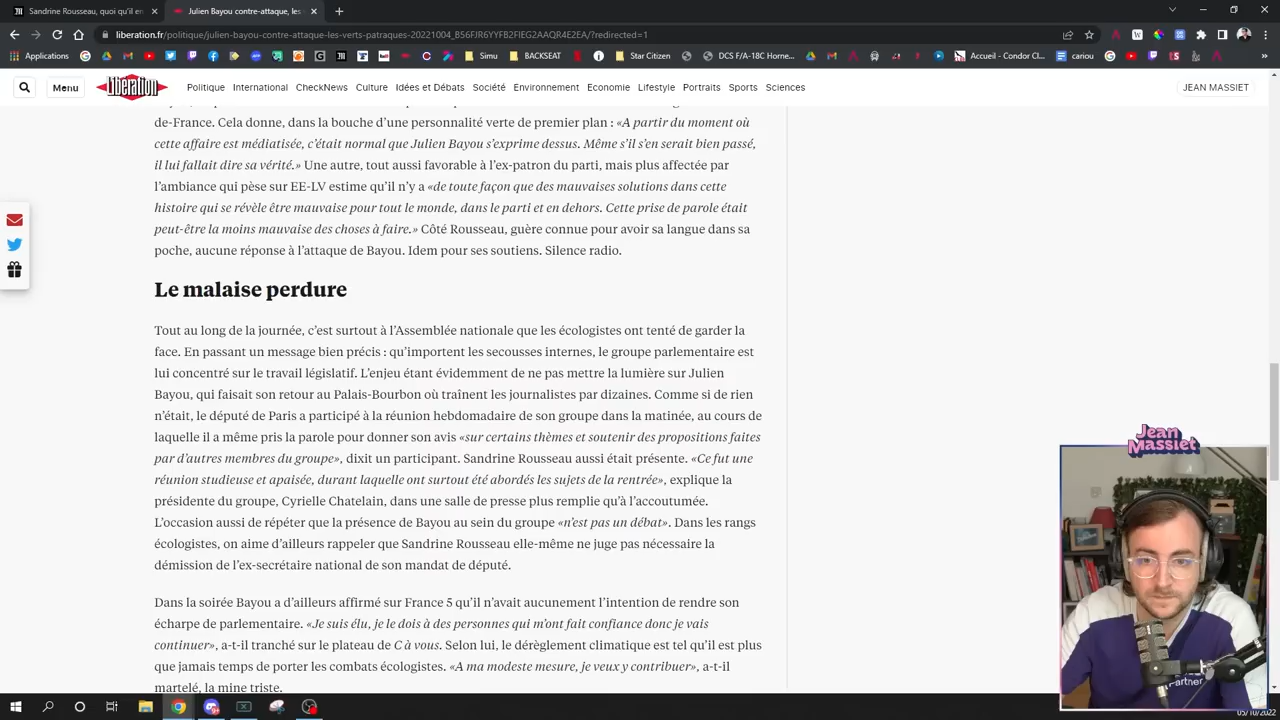 Sandrine Rousseau, quoi qu'il en
Julien Bayou contre-attaque, les
liberation.fr/politique/julien-bayou-contre-attaque-les-verts-patraques-20221004_B56FJR6YYFB2FIEG2AAQR4E2EA/?redirected=1
Applications
Simu
BACKSEAT
Star Citizen
DCS F/A-18C Horne...
Accueil - Condor Cl...
cariou
Menu
Libération
Politique International CheckNews Culture Idées et Débats Société Environnement Economie Lifestyle Portraits Sports Sciences
JEAN MASSIET
de-France. Cela donne, dans la bouche d'une personnalité verte de premier plan : «A partir du moment où
cette affaire est médiatisée, c'était normal que Julien Bayou s'exprime dessus. Même s'il s'en serait bien passé,
il lui fallait dire sa vérité.» Une autre, tout aussi favorable à l'ex-patron du parti, mais plus affectée par
l'ambiance qui pèse sur EE-LV estime qu'il n'y a «de toute façon que des mauvaises solutions dans cette
histoire qui se révèle être mauvaise pour tout le monde, dans le parti et en dehors. Cette prise de parole était
peut-être la moins mauvaise des choses à faire.» Côté Rousseau, guère connue pour avoir sa langue dans sa
poche, aucune réponse à l'attaque de Bayou. Idem pour ses soutiens. Silence radio.
Le malaise perdure
Tout au long de la journée, c'est surtout à l'Assemblée nationale que les écologistes ont tenté de garder la
face. En passant un message bien précis : qu'importent les secousses internes, le groupe parlementaire est
lui concentré sur le travail législatif. L'enjeu étant évidemment de ne pas mettre la lumière sur Julien
Bayou, qui faisait son retour au Palais-Bourbon où traînent les journalistes par dizaines. Comme si de rien
n'était, le député de Paris a participé à la réunion hebdomadaire de son groupe dans la matinée, au cours de
laquelle il a même pris la parole pour donner son avis «sur certains thèmes et soutenir des propositions faites
par d'autres membres du groupe», dixit un participant. Sandrine Rousseau aussi était présente. «Ce fut une
réunion studieuse et apaisée, durant laquelle ont surtout été abordés les sujets de la rentrée», explique la
présidente du groupe, Cyrielle Chatelain, dans une salle de presse plus remplie qu'à l'accoutumée.
L'occasion aussi de répéter que la présence de Bayou au sein du groupe «n'est pas un débat». Dans les rangs
écologistes, on aime d'ailleurs rappeler que Sandrine Rousseau elle-même ne juge pas nécessaire la
démission de l'ex-secrétaire national de son mandat de député.
Dans la soirée Bayou a d'ailleurs affirmé sur France 5 qu'il n'avait aucunement l'intention de rendre son
écharpe de parlementaire. «Je suis élu, je le dois à des personnes qui m'ont fait confiance donc je vais
continuer», a-t-il tranché sur le plateau de C à vous. Selon lui, le dérèglement climatique est tel qu'il est plus
que jamais temps de porter les combats écologistes. «A ma modeste mesure, je veux y contribuer», a-t-il
martelé, la mine triste.
Jean
Massiet
Partner
05/10/2022